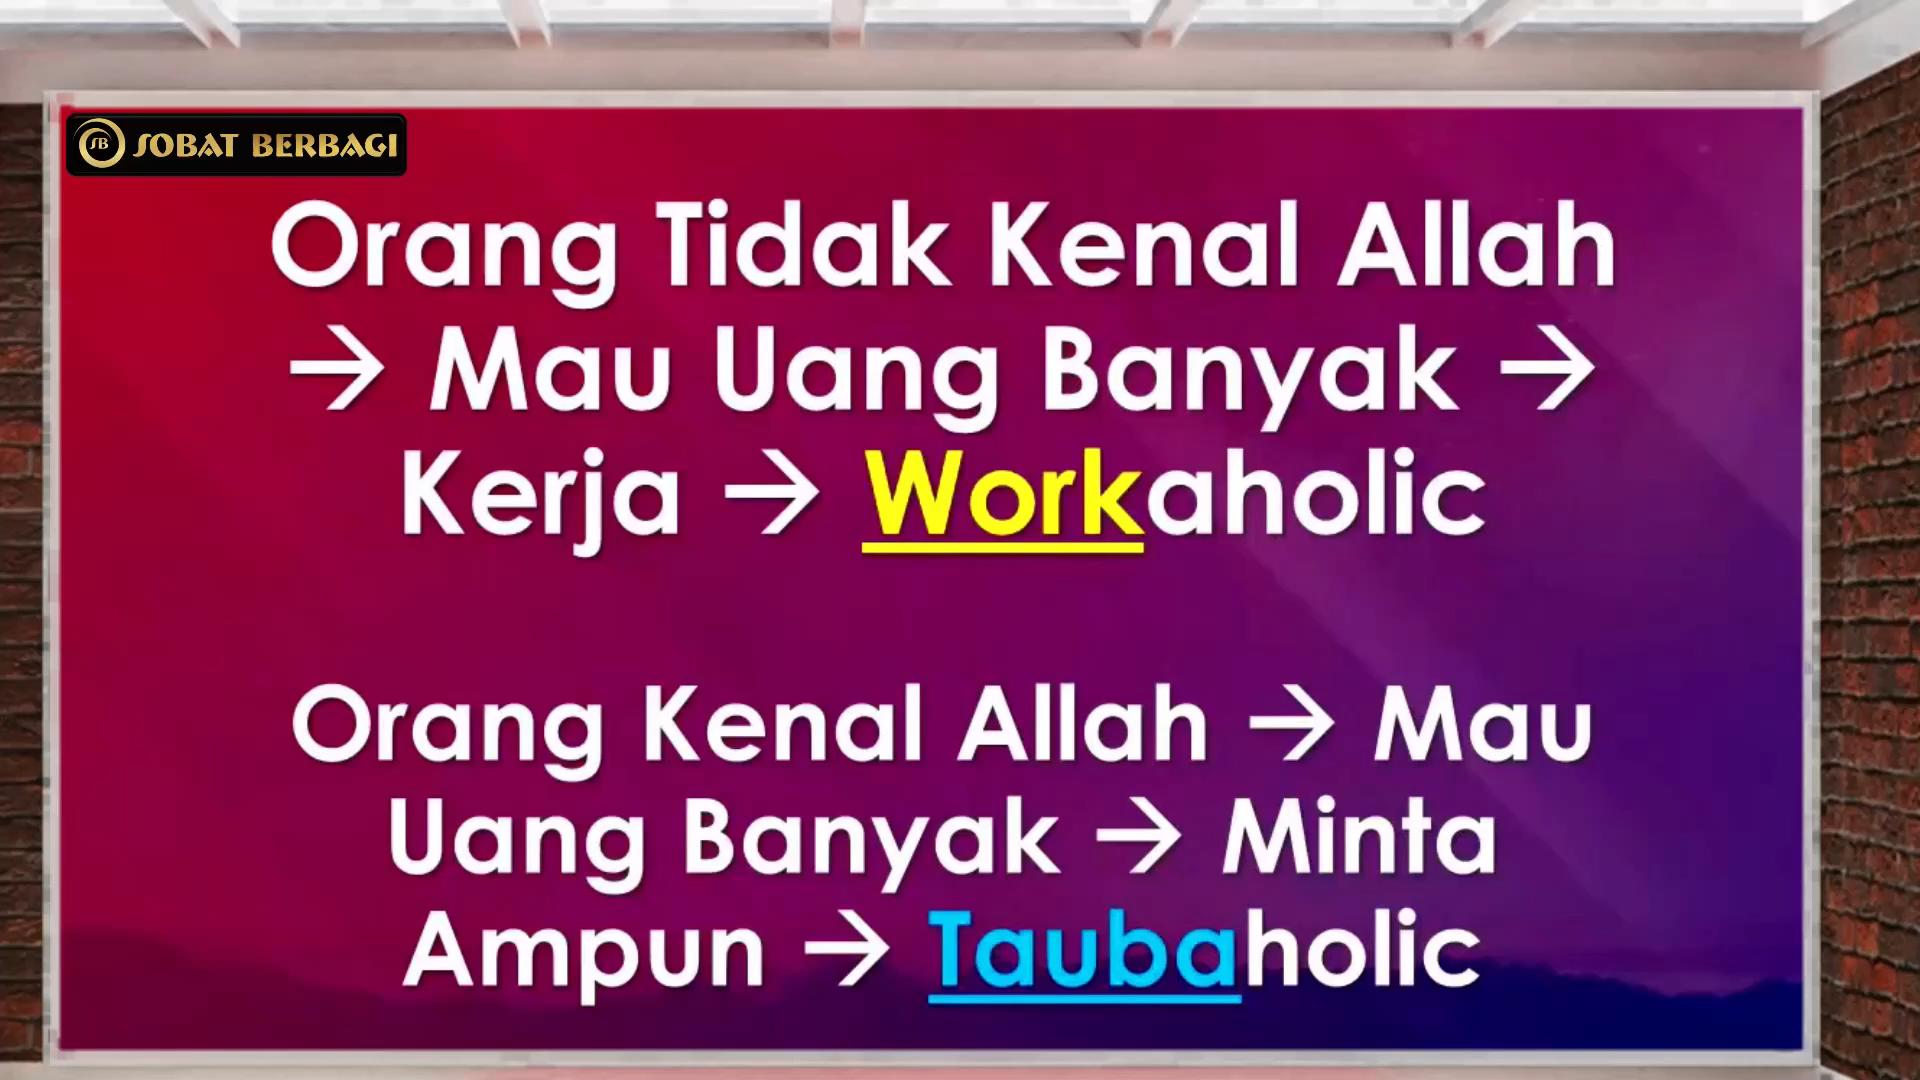 SB SOBAT BERBAGI
Orang Tidak Kenal Allah
→ Mau Uang Banyak →
Kerja → Workaholic
Orang Kenal Allah → Mau
Uang Banyak → Minta
Ampun → Taubaholic